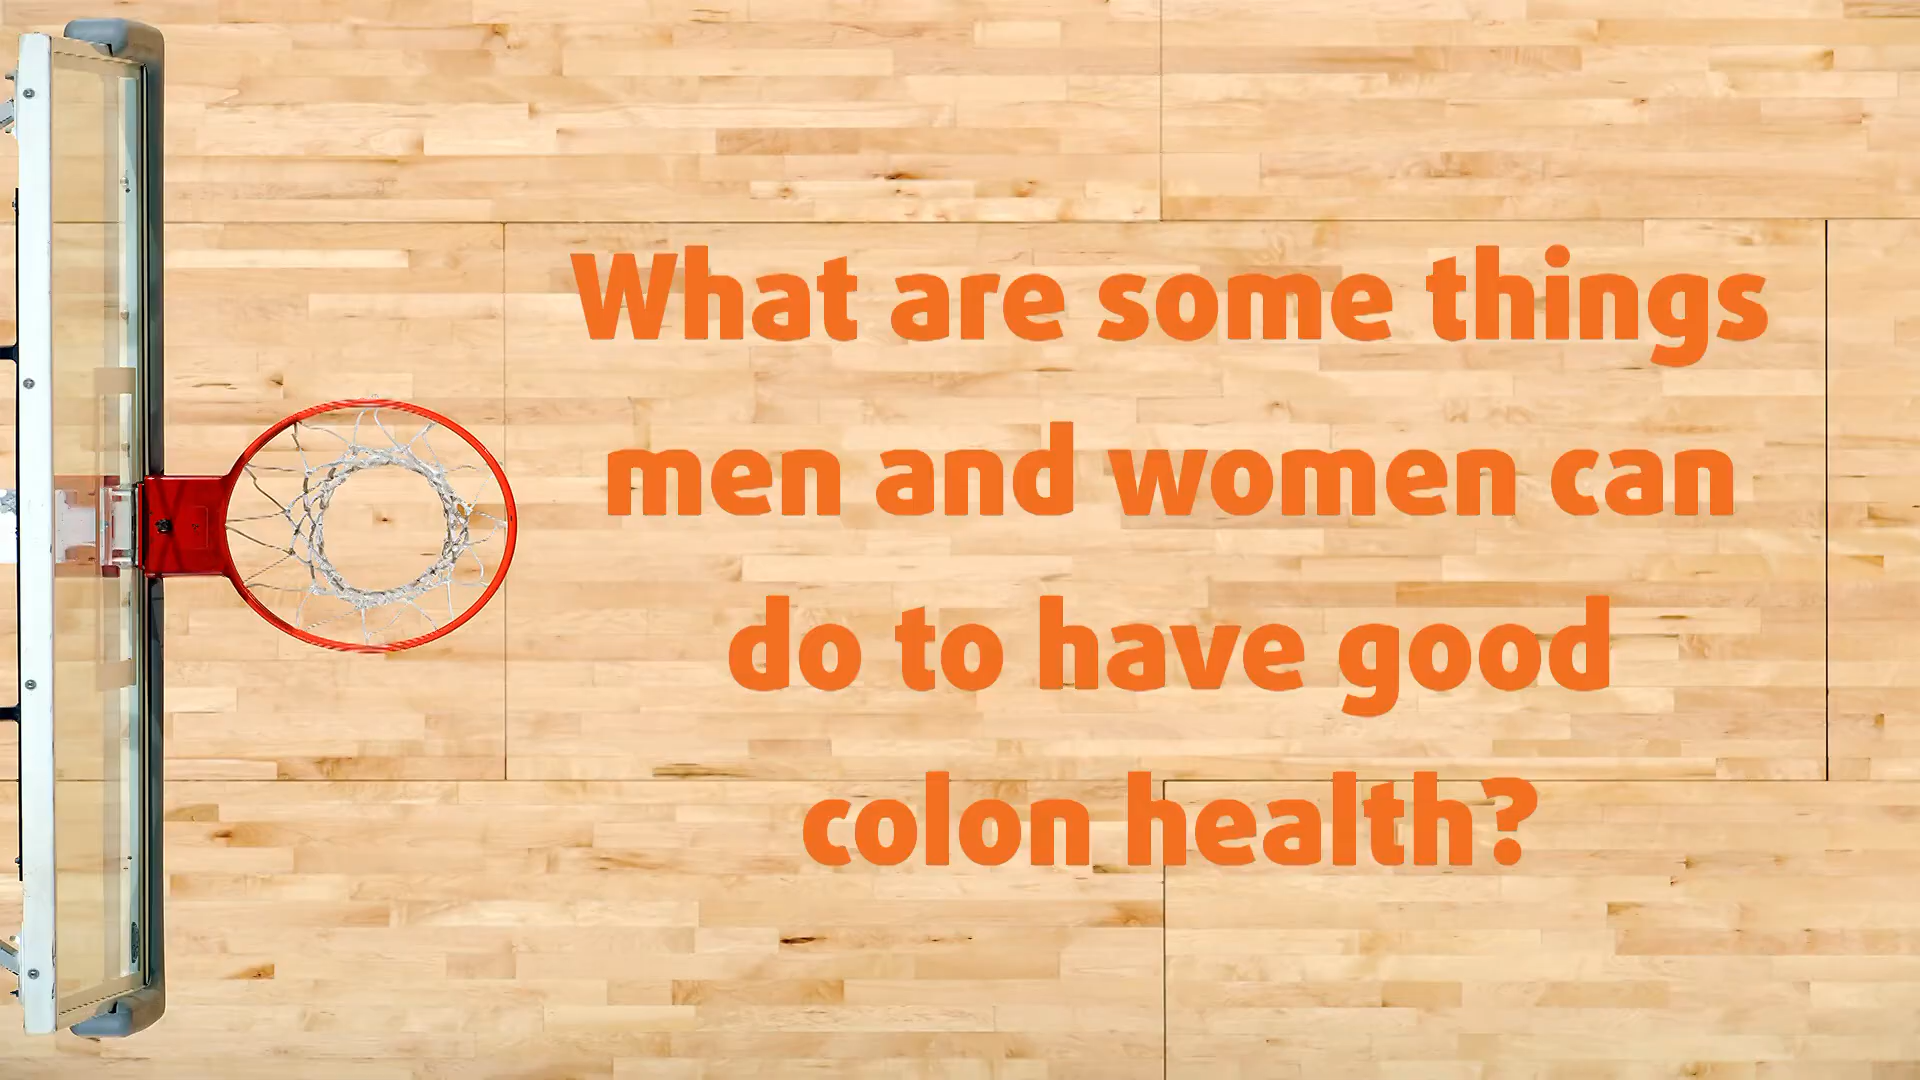 What are some things
men and women can
do to have good
colon health?